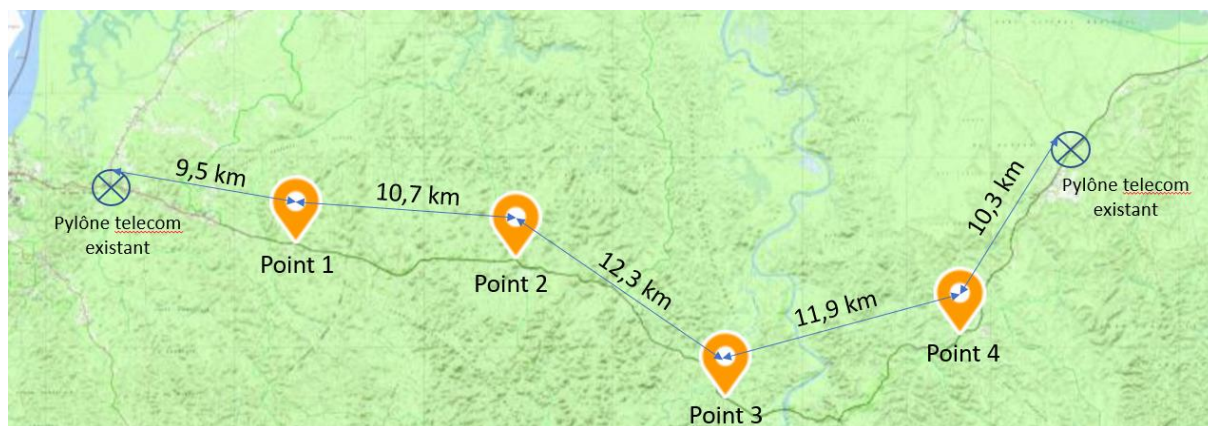 9,5 km
10,7 km
12,3 km
11,9 km
10,3 km
Pylône telecom
existant
Point 1
Point 2
Point 3
Point 4
Pylône telecom
existant